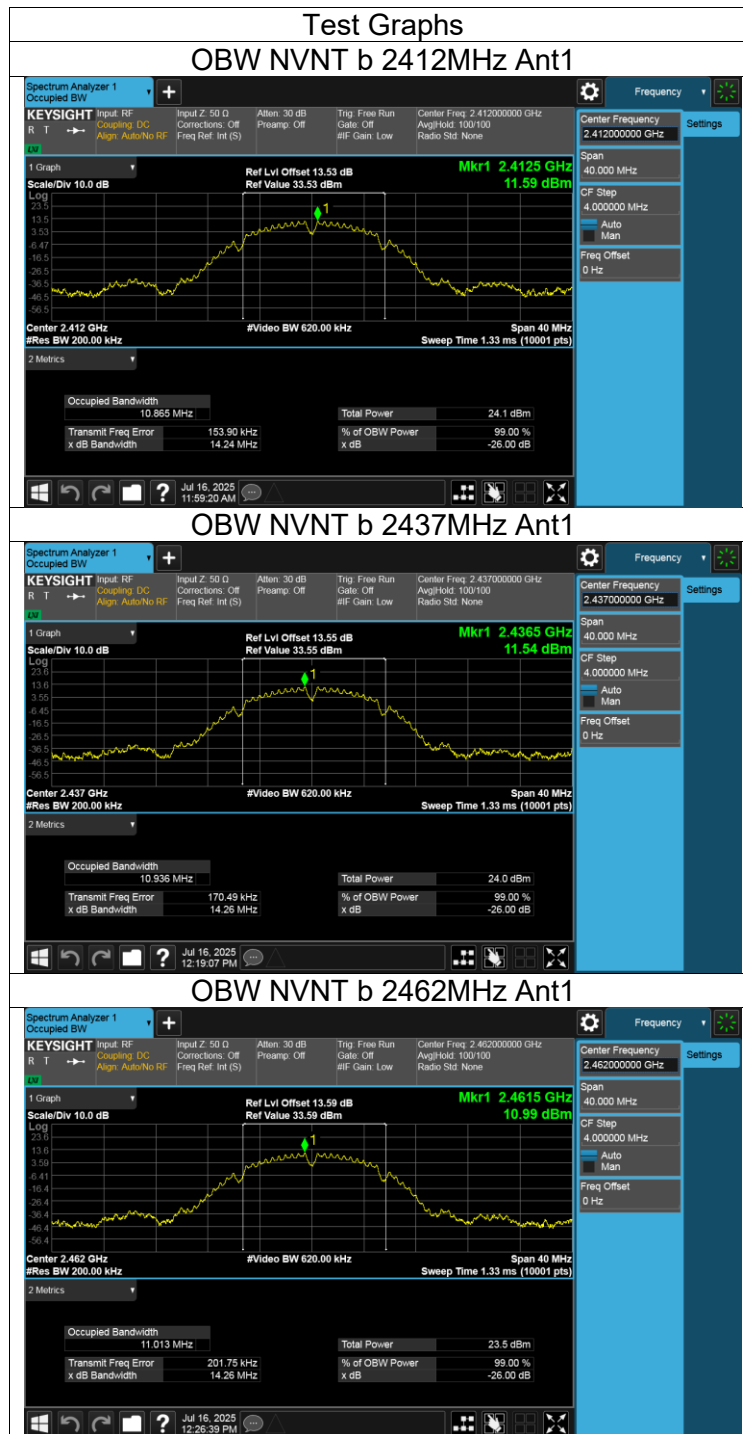 Test Graphs
OBW NVNT b 2412MHz Ant1
Spectrum Analyzer 1
Occupied BW
+
Frequency
KEYSIGHT
R T
LXI
Input: RF
Coupling: DC
Align: Auto/No RF
Input Z: 50 Ω
Corrections: Off
Freq Ref: Int (S)
Atten: 30 dB
Preamp: Off
Trig: Free Run
Gate: Off
#IF Gain: Low
Center Freq: 2.412000000 GHz
Avg|Hold: 100/100
Radio Std: None
Center Frequency
2.412000000 GHz
Settings
Span
40.000 MHz
CF Step
4.000000 MHz
Auto
Man
Freq Offset
0 Hz
1 Graph
Scale/Div 10.0 dB
Ref Lvl Offset 13.53 dB
Ref Value 33.53 dBm
Mkr1 2.4125 GHz
11.59 dBm
Log
23.5
13.5
3.53
-6.47
-16.5
-26.5
-36.5
-46.5
-56.5
1
Center 2.412 GHz
#Res BW 200.00 kHz
#Video BW 620.00 kHz
Span 40 MHz
Sweep Time 1.33 ms (10001 pts)
2 Metrics
Occupied Bandwidth
10.865 MHz
Total Power 24.1 dBm
Transmit Freq Error 153.90 kHz
% of OBW Power 99.00 %
x dB Bandwidth 14.24 MHz
x dB -26.00 dB
?
Jul 16, 2025
11:59:20 AM
OBW NVNT b 2437MHz Ant1
Spectrum Analyzer 1
Occupied BW
+
Frequency
KEYSIGHT
R T
LXI
Input: RF
Coupling: DC
Align: Auto/No RF
Input Z: 50 Ω
Corrections: Off
Freq Ref: Int (S)
Atten: 30 dB
Preamp: Off
Trig: Free Run
Gate: Off
#IF Gain: Low
Center Freq: 2.437000000 GHz
Avg|Hold: 100/100
Radio Std: None
Center Frequency
2.437000000 GHz
Settings
Span
40.000 MHz
CF Step
4.000000 MHz
Auto
Man
Freq Offset
0 Hz
1 Graph
Scale/Div 10.0 dB
Ref Lvl Offset 13.55 dB
Ref Value 33.55 dBm
Mkr1 2.4365 GHz
11.54 dBm
Log
23.6
13.6
3.55
-6.45
-16.5
-26.5
-36.5
-46.5
-56.5
1
Center 2.437 GHz
#Res BW 200.00 kHz
#Video BW 620.00 kHz
Span 40 MHz
Sweep Time 1.33 ms (10001 pts)
2 Metrics
Occupied Bandwidth
10.936 MHz
Total Power 24.0 dBm
Transmit Freq Error 170.49 kHz
% of OBW Power 99.00 %
x dB Bandwidth 14.26 MHz
x dB -26.00 dB
?
Jul 16, 2025
12:19:07 PM
OBW NVNT b 2462MHz Ant1
Spectrum Analyzer 1
Occupied BW
+
Frequency
KEYSIGHT
R T
LXI
Input: RF
Coupling: DC
Align: Auto/No RF
Input Z: 50 Ω
Corrections: Off
Freq Ref: Int (S)
Atten: 30 dB
Preamp: Off
Trig: Free Run
Gate: Off
#IF Gain: Low
Center Freq: 2.462000000 GHz
Avg|Hold: 100/100
Radio Std: None
Center Frequency
2.462000000 GHz
Settings
Span
40.000 MHz
CF Step
4.000000 MHz
Auto
Man
Freq Offset
0 Hz
1 Graph
Scale/Div 10.0 dB
Ref Lvl Offset 13.59 dB
Ref Value 33.59 dBm
Mkr1 2.4615 GHz
10.99 dBm
Log
23.6
13.6
3.59
-6.41
-16.4
-26.4
-36.4
-46.4
-56.4
1
Center 2.462 GHz
#Res BW 200.00 kHz
#Video BW 620.00 kHz
Span 40 MHz
Sweep Time 1.33 ms (10001 pts)
2 Metrics
Occupied Bandwidth
11.013 MHz
Total Power 23.5 dBm
Transmit Freq Error 201.75 kHz
% of OBW Power 99.00 %
x dB Bandwidth 14.26 MHz
x dB -26.00 dB
?
Jul 16, 2025
12:26:39 PM